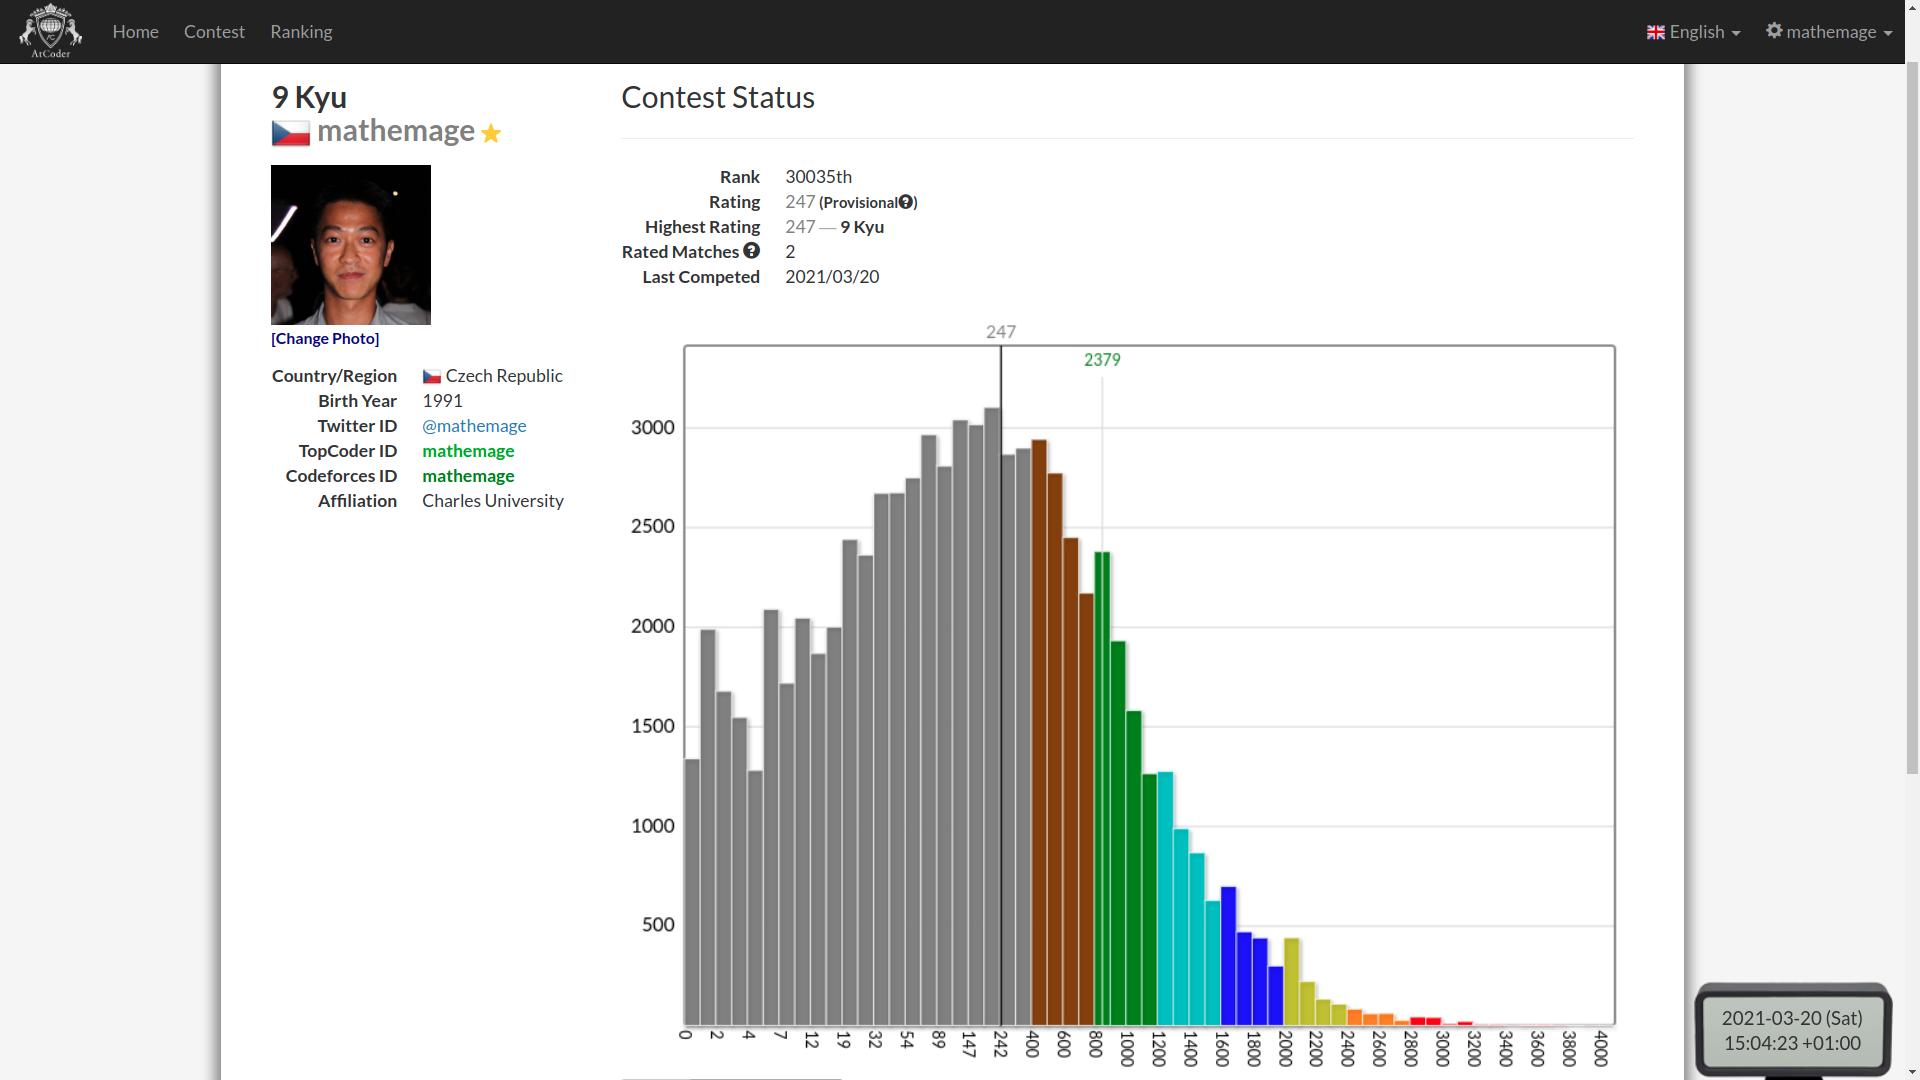 AtCoder
Home Contest Ranking
English mathemage
9 Kyu
mathemage
[Change Photo]
Country/Region Czech Republic
Birth Year 1991
Twitter ID @mathemage
TopCoder ID mathemage
Codeforces ID mathemage
Affiliation Charles University
Contest Status
Rank 30035th
Rating 247 (Provisional?)
Highest Rating 247 — 9 Kyu
Rated Matches ? 2
Last Competed 2021/03/20
247
2379
3000
2500
2000
1500
1000
500
0 2 4 7 12 19 32 54 89 147 242 400 600 800 1000 1200 1400 1600 1800 2000 2200 2400 2600 2800 3000 3200 3400 3600 3800 4000
2021-03-20 (Sat)
15:04:23 +01:00